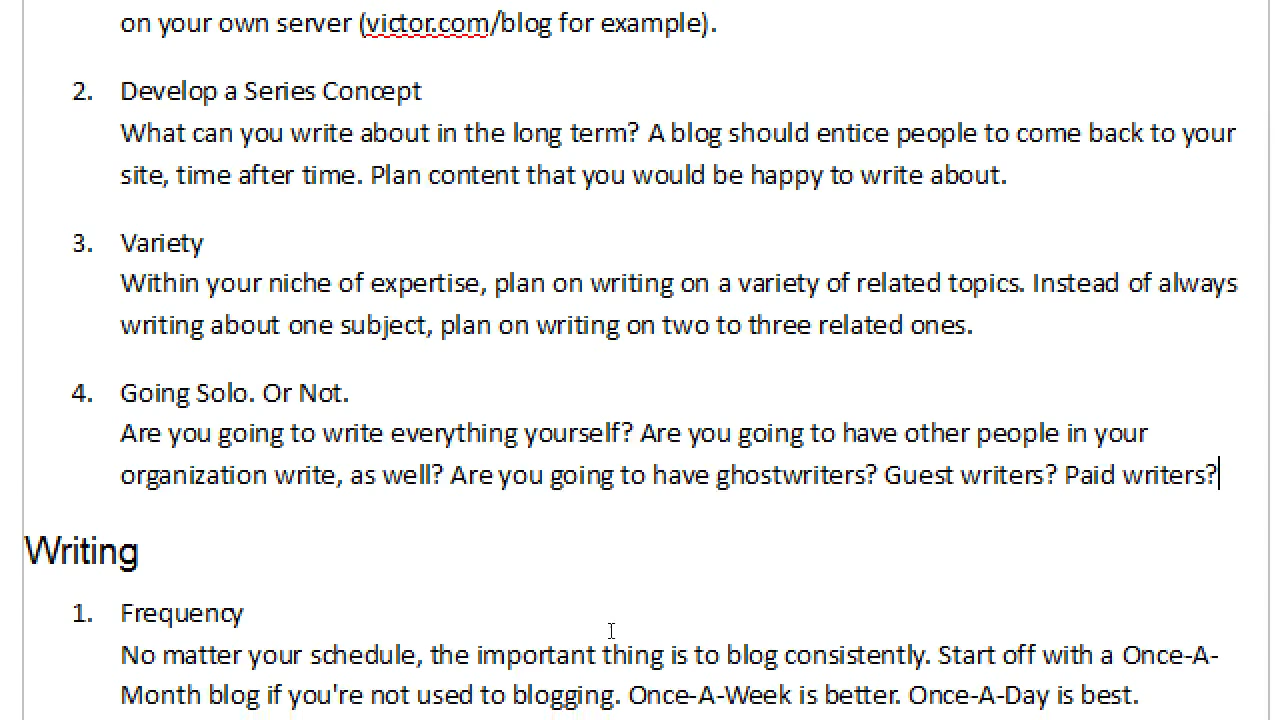 on your own server (victor.com/blog for example).
2. Develop a Series Concept
What can you write about in the long term? A blog should entice people to come back to your
site, time after time. Plan content that you would be happy to write about.
3. Variety
Within your niche of expertise, plan on writing on a variety of related topics. Instead of always
writing about one subject, plan on writing on two to three related ones.
4. Going Solo. Or Not.
Are you going to write everything yourself? Are you going to have other people in your
organization write, as well? Are you going to have ghostwriters? Guest writers? Paid writers?
Writing
1. Frequency
No matter your schedule, the important thing is to blog consistently. Start off with a Once-A-
Month blog if you're not used to blogging. Once-A-Week is better. Once-A-Day is best.